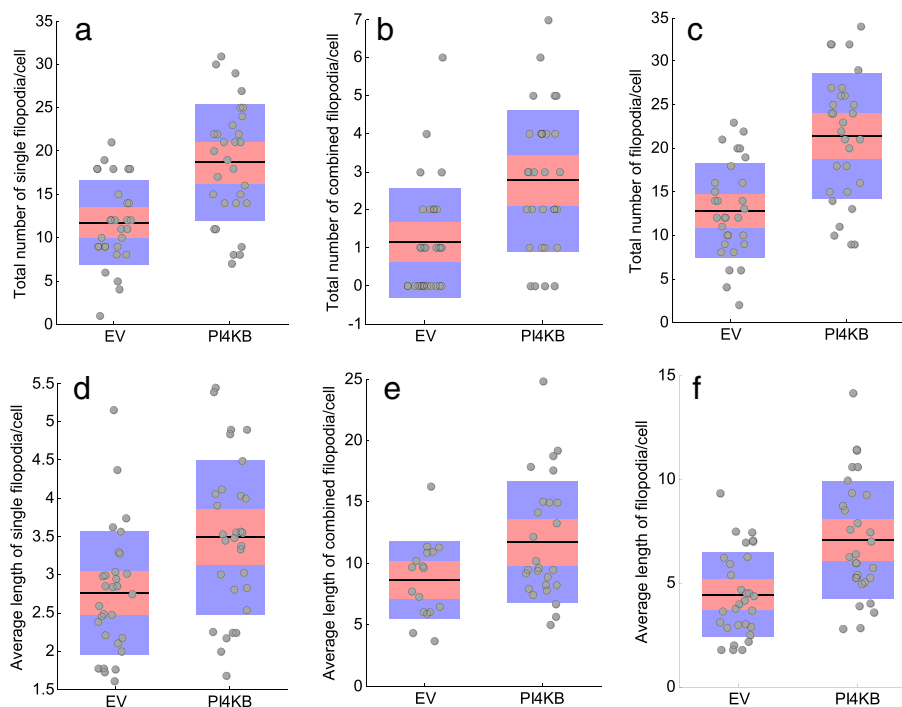 a
Total number of single filopodia/cell
35
30
25
20
15
10
5
0
EV PI4KB
b
Total number of combined filopodia/cell
7
6
5
4
3
2
1
0
-1
EV PI4KB
c
Total number of filopodia/cell
35
30
25
20
15
10
5
0
EV PI4KB
d
Average length of single filopodia/cell
5.5
5
4.5
4
3.5
3
2.5
2
1.5
EV PI4KB
e
Average length of combined filopodia/cell
25
20
15
10
5
0
EV PI4KB
f
Average length of filopodia/cell
15
10
5
0
EV PI4KB